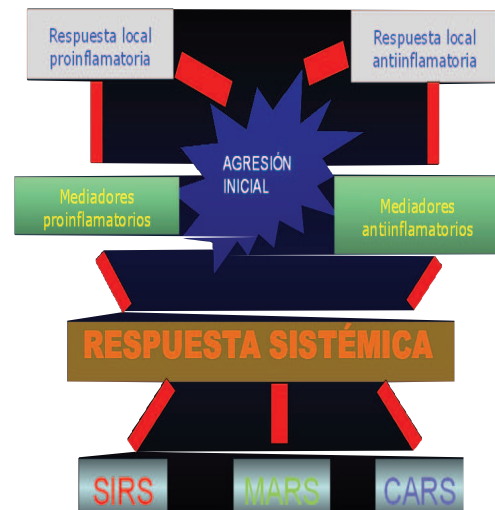 Respuesta local
proinflamatoria
Respuesta local
antiinflamatoria
AGRESIÓN
INICIAL
Mediadores
proinflamatorios
Mediadores
antiinflamatorios
RESPUESTA SISTÉMICA
SIRS
MARS
CARS